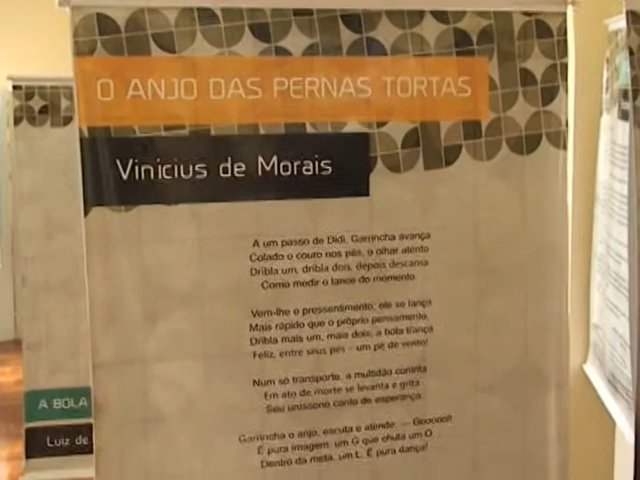 O ANJO DAS PERNAS TORTAS
Vinícius de Morais
A um passo de Didi, Garrincha avança
Colado o couro nos pés, o olhar atento
Dribla um, dribla dois, depois descansa
Como medir o lance do momento.
Vem-lhe o pressentimento; ele se lança
Mais rápido que o próprio pensamento,
Dribla mais um, mais dois; a bola trança
Feliz, entre seus pés – um pé de vento!
Num só transporte, a multidão contrita
Em ato de morte se levanta e grita
Seu uníssono canto de esperança.
Garrincha o anjo, escuta e atende: — Gooooool!
É pura imagem: um G que chuta um O
Dentro da meta, um L. É pura dança!
A BOLA
Luiz de